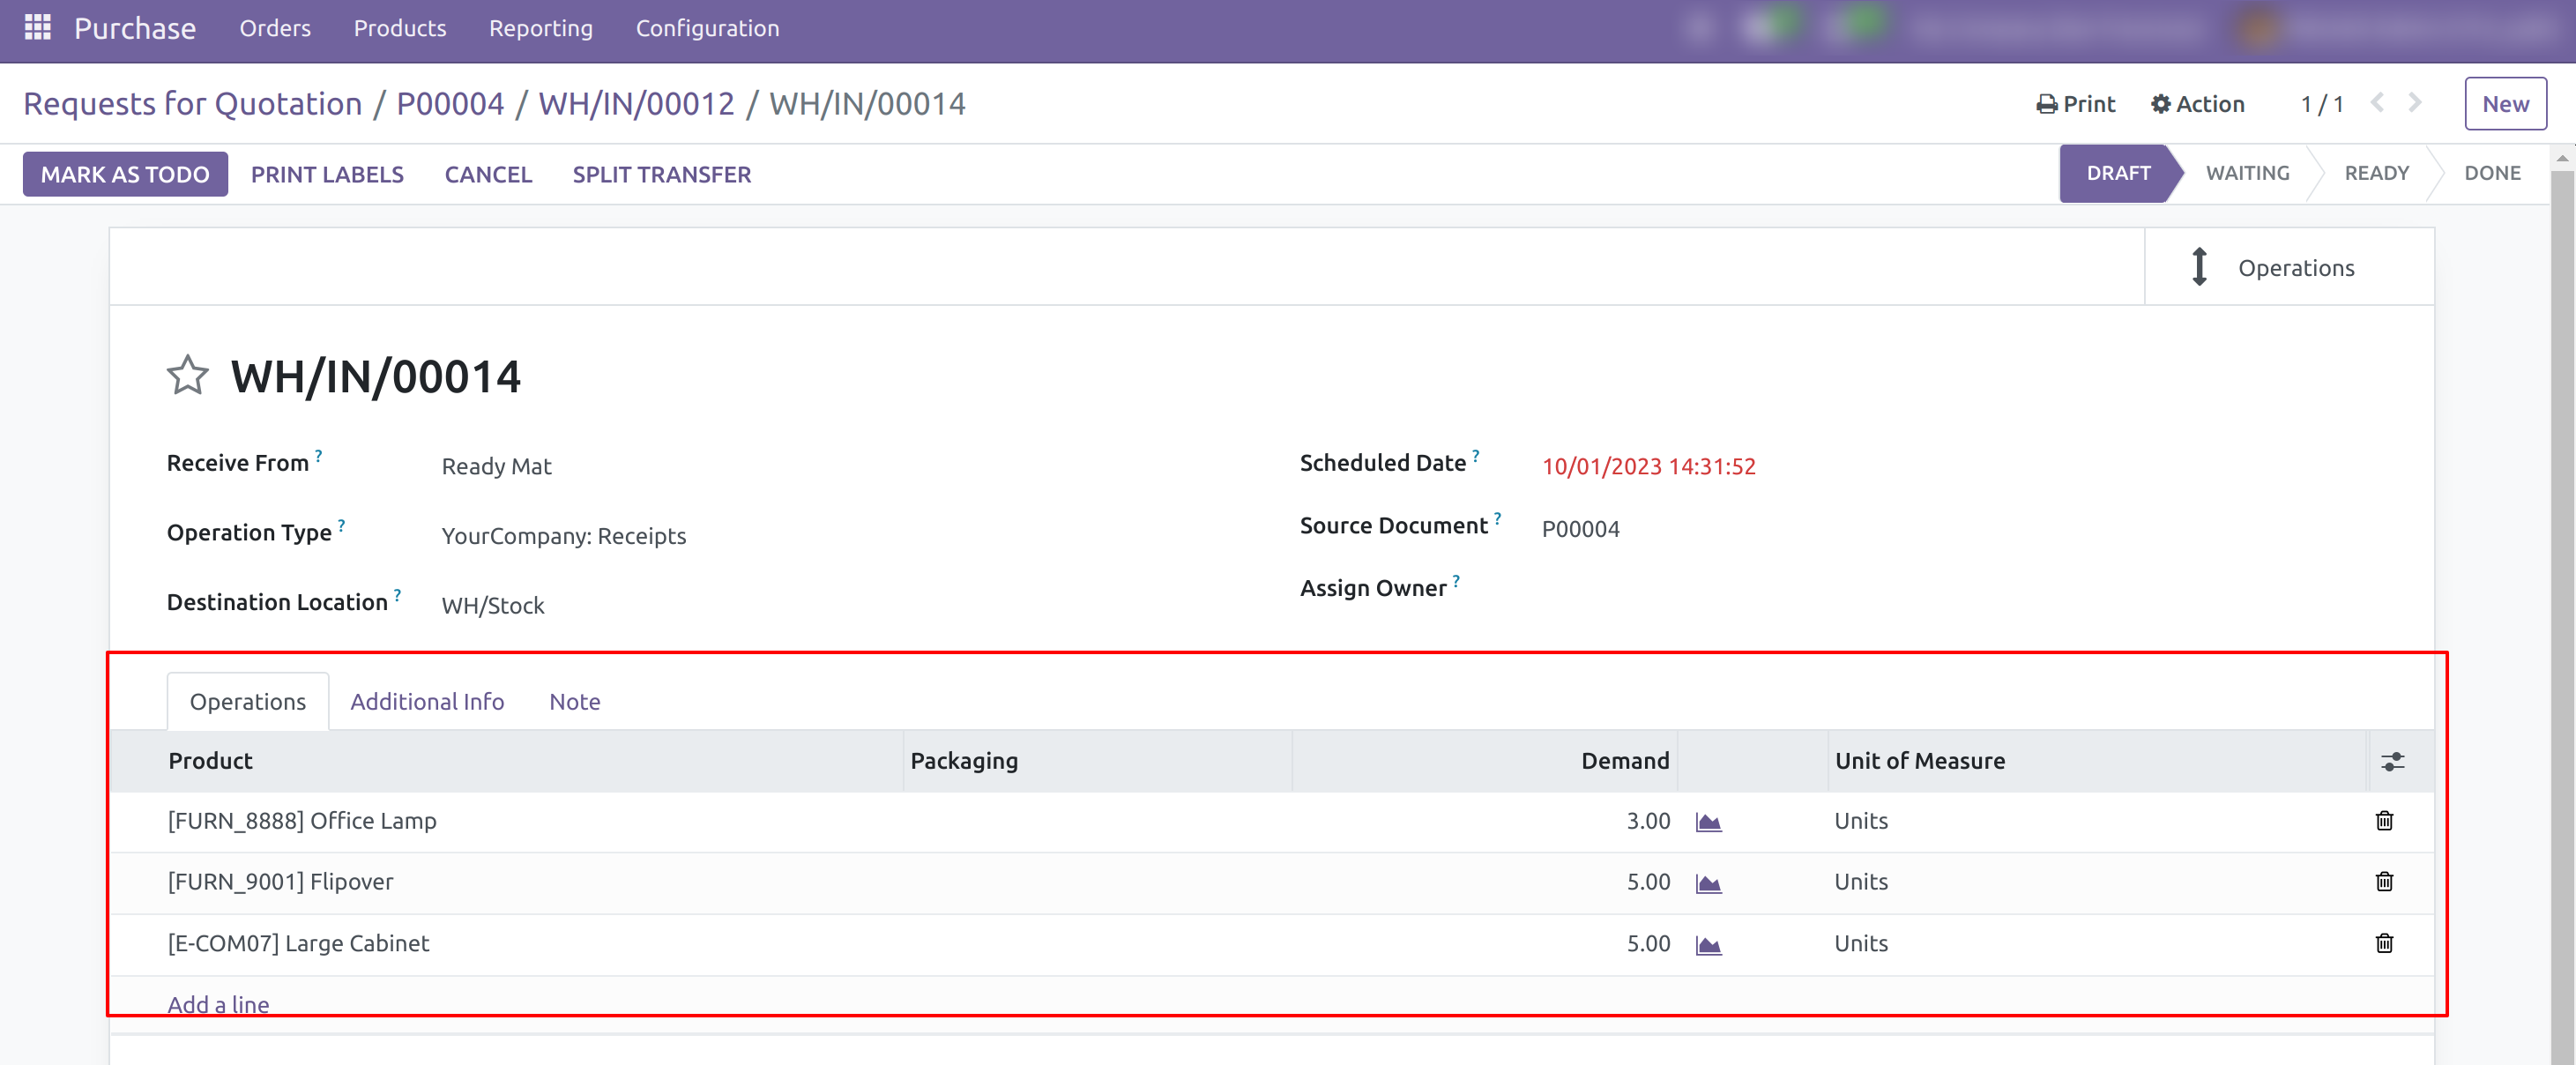 Purchase Orders Products Reporting Configuration
Requests for Quotation / P00004 / WH/IN/00012 / WH/IN/00014 Print Action 1 / 1 New
MARK AS TODO PRINT LABELS CANCEL SPLIT TRANSFER DRAFT WAITING READY DONE
Operations
WH/IN/00014
Receive From ? Ready Mat Scheduled Date ? 10/01/2023 14:31:52
Operation Type ? YourCompany: Receipts Source Document ? P00004
Destination Location ? WH/Stock Assign Owner ?
Operations Additional Info Note
Product Packaging Demand Unit of Measure
[FURN_8888] Office Lamp 3.00 Units
[FURN_9001] Flipover 5.00 Units
[E-COM07] Large Cabinet 5.00 Units
Add a line